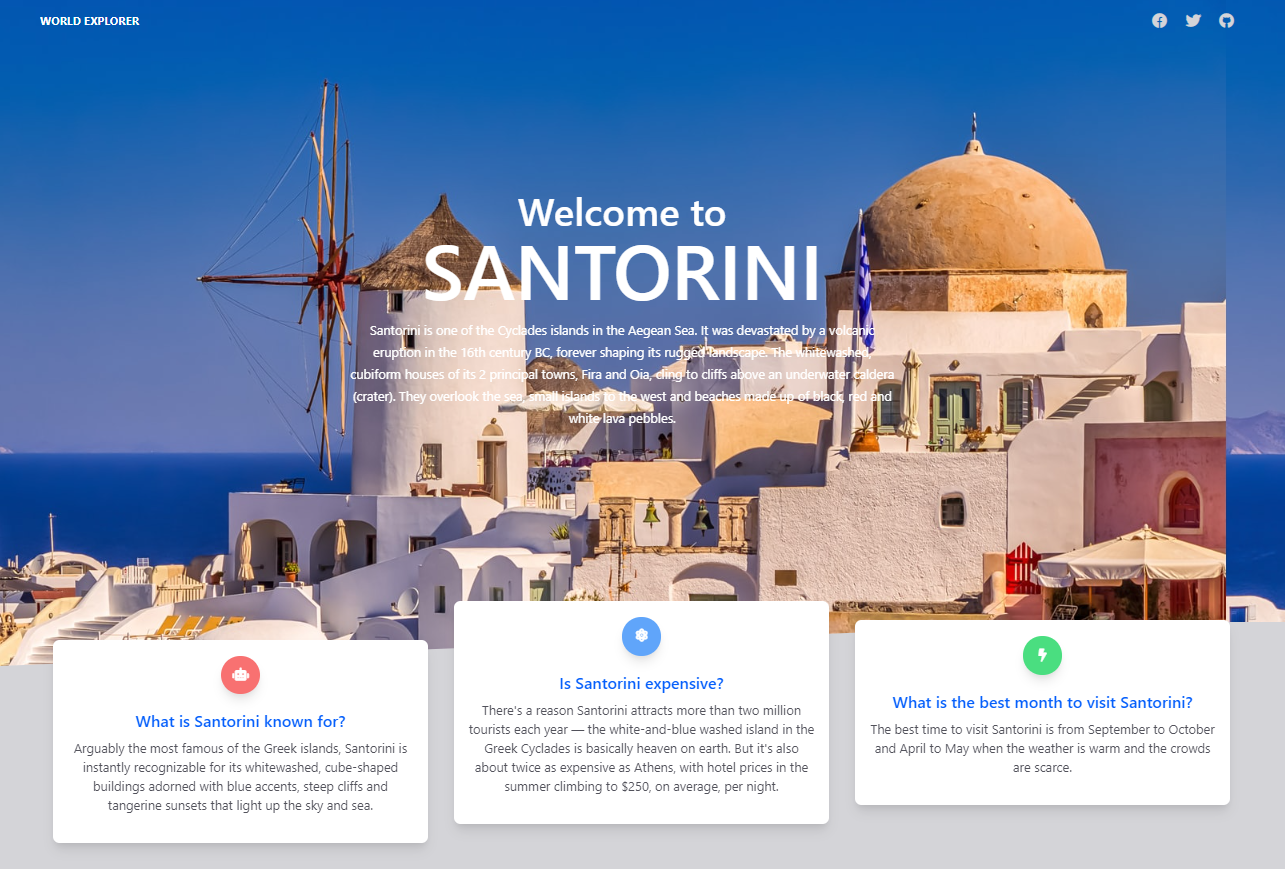 WORLD EXPLORER
Welcome to
SANTORINI
Santorini is one of the Cyclades islands in the Aegean Sea. It was devastated by a volcanic
eruption in the 16th century BC, forever shaping its rugged landscape. The whitewashed,
cubiform houses of its 2 principal towns, Fira and Oia, cling to cliffs above an underwater caldera
(crater). They overlook the sea, small islands to the west and beaches made up of black, red and
white lava pebbles.
What is Santorini known for?
Arguably the most famous of the Greek islands, Santorini is
instantly recognizable for its whitewashed, cube-shaped
buildings adorned with blue accents, steep cliffs and
tangerine sunsets that light up the sky and sea.
Is Santorini expensive?
There's a reason Santorini attracts more than two million
tourists each year — the white-and-blue washed island in the
Greek Cyclades is basically heaven on earth. But it's also
about twice as expensive as Athens, with hotel prices in the
summer climbing to $250, on average, per night.
What is the best month to visit Santorini?
The best time to visit Santorini is from September to October
and April to May when the weather is warm and the crowds
are scarce.